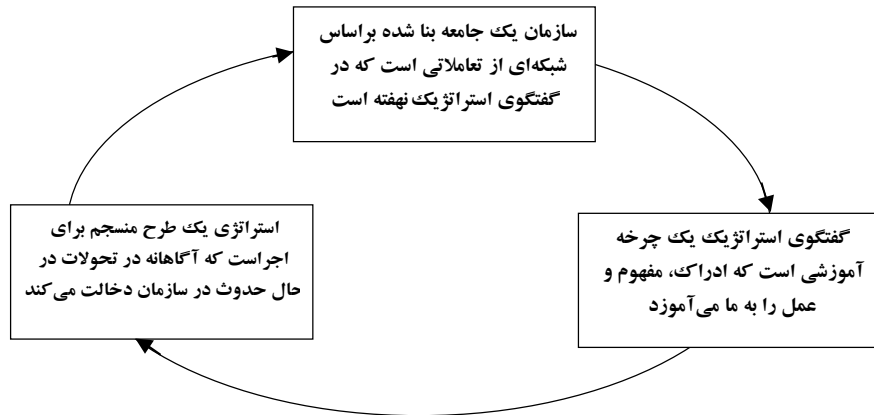 سازمان یک جامعه بنا شده براساس
شبکه‌ای از تعاملاتی است که در
گفتگوی استراتژیک نهفته است
گفتگوی استراتژیک یک چرخه
آموزشی است که ادراک، مفهوم و
عمل را به ما می‌آموزد
استراتژی یک طرح منسجم برای
اجراست که آگاهانه در تحولات در
حال حدوث در سازمان دخالت می‌کند